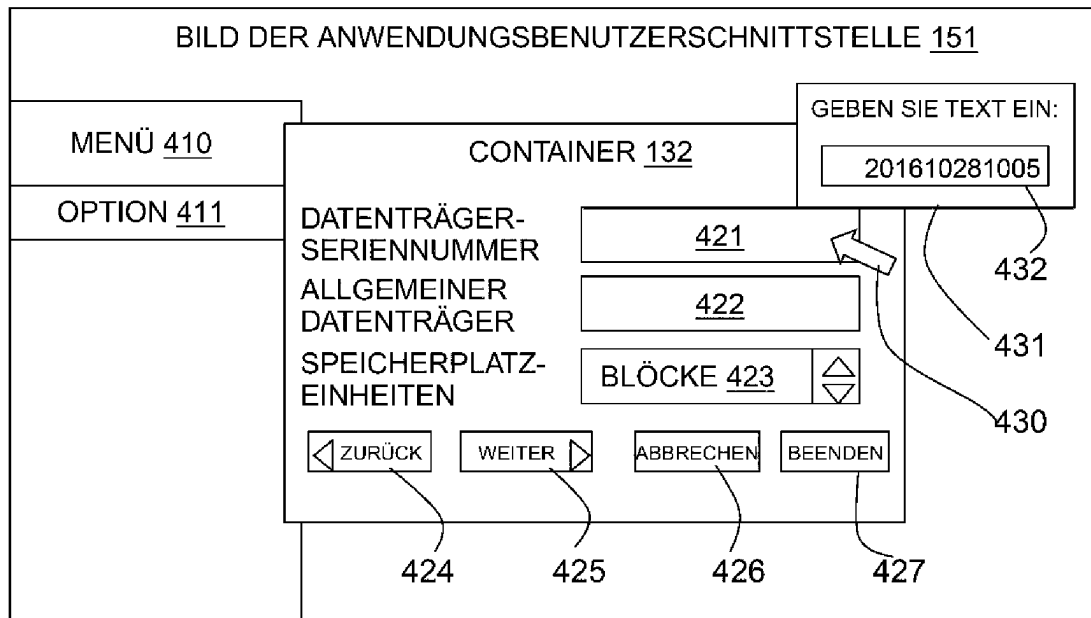 BILD DER ANWENDUNGSBENUTZERSCHNITTSTELLE 151
GEBEN SIE TEXT EIN:
201610281005
MENÜ 410
OPTION 411
CONTAINER 132
DATENTRÄGER-
SERIENNUMMER
421
ALLGEMEINER
DATENTRÄGER
422
SPEICHERPLATZ-
EINHEITEN
BLÖCKE 423
ZURÜCK
WEITER
ABBRECHEN
BEENDEN
432
431
430
424
425
426
427